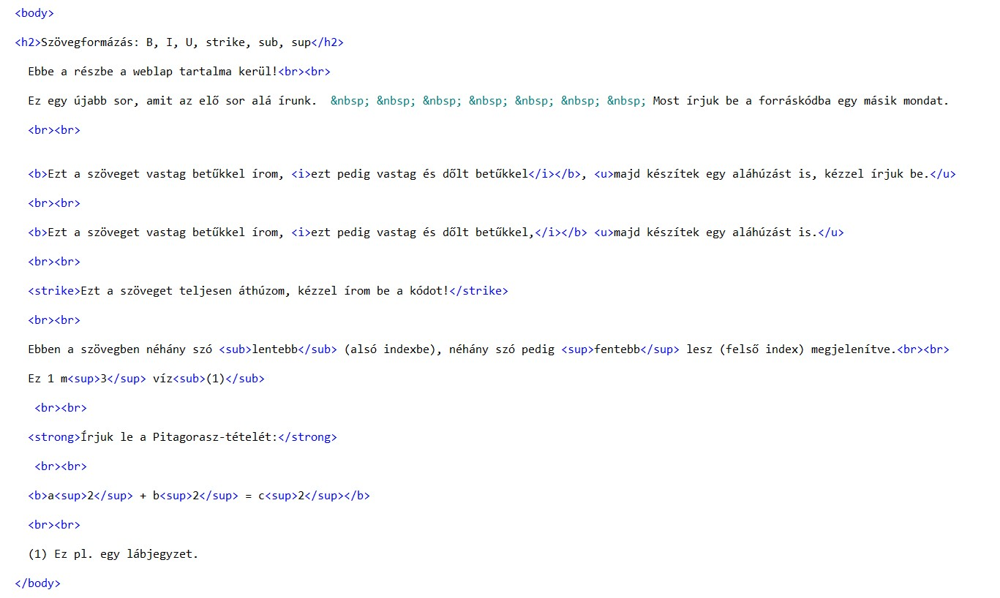 <body>
<h2>Szövegformázás: B, I, U, strike, sub, sup</h2>
Ebbe a részbe a weblap tartalma kerül!<br><br>
Ez egy újabb sor, amit az elő sor alá írunk.  &nbsp; &nbsp; &nbsp; &nbsp; &nbsp; &nbsp; &nbsp; Most írjuk be a forráskódba egy másik mondat.
<br><br>
<b>Ezt a szöveget vastag betűkkel írom, <i>ezt pedig vastag és dőlt betűkkel</i></b>, <u>majd készítek egy aláhúzást is, kézzel írjuk be.</u>
<br><br>
<b>Ezt a szöveget vastag betűkkel írom, <i>ezt pedig vastag és dőlt betűkkel,</i></b> <u>majd készítek egy aláhúzást is.</u>
<br><br>
<strike>Ezt a szöveget teljesen áthúzom, kézzel írom be a kódot!</strike>
<br><br>
Ebben a szövegben néhány szó <sub>lentebb</sub> (alsó indexbe), néhány szó pedig <sup>fentebb</sup> lesz (felső index) megjelenítve.<br><br>
Ez 1 m<sup>3</sup> víz<sub>(1)</sub>
<br><br>
<strong>Írjuk le a Pitagorasz-tételét:</strong>
<br><br>
<b>a<sup>2</sup> + b<sup>2</sup> = c<sup>2</sup></b>
<br><br>
(1) Ez pl. egy lábjegyzet.
</body>